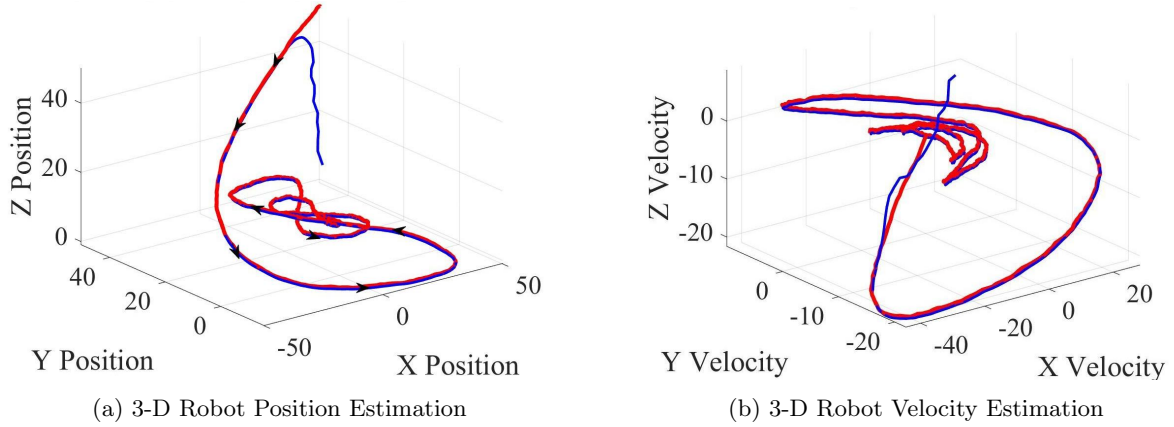 40
20
0
Z Position
40
20
0
Y Position
-50
0
50
X Position
(a) 3-D Robot Position Estimation
0
-10
-20
Z Velocity
0
-10
-20
Y Velocity
-40
-20
0
20
X Velocity
(b) 3-D Robot Velocity Estimation